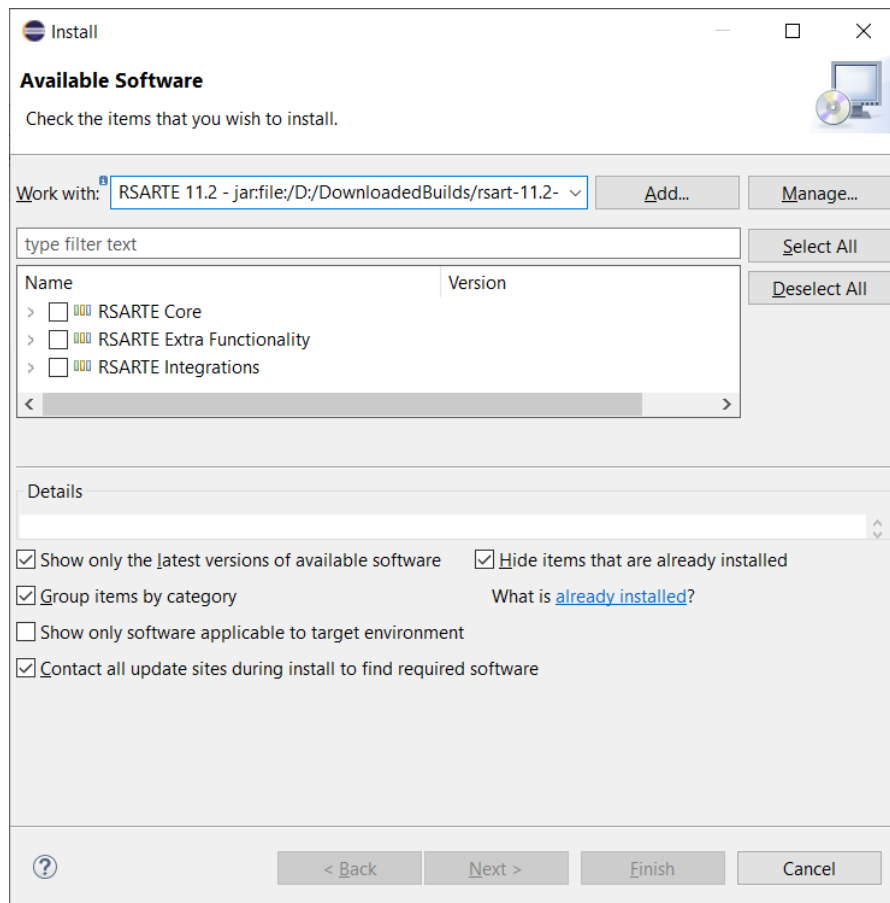 Install
Available Software
Check the items that you wish to install.
Work with: RSARTE 11.2 - jar:file:/D:/DownloadedBuilds/rsart-11.2- Add... Manage...
type filter text Select All
Name Version Deselect All
RSARTE Core
RSARTE Extra Functionality
RSARTE Integrations
Details
Show only the latest versions of available software Hide items that are already installed
Group items by category What is already installed?
Show only software applicable to target environment
Contact all update sites during install to find required software
? < Back Next > Finish Cancel